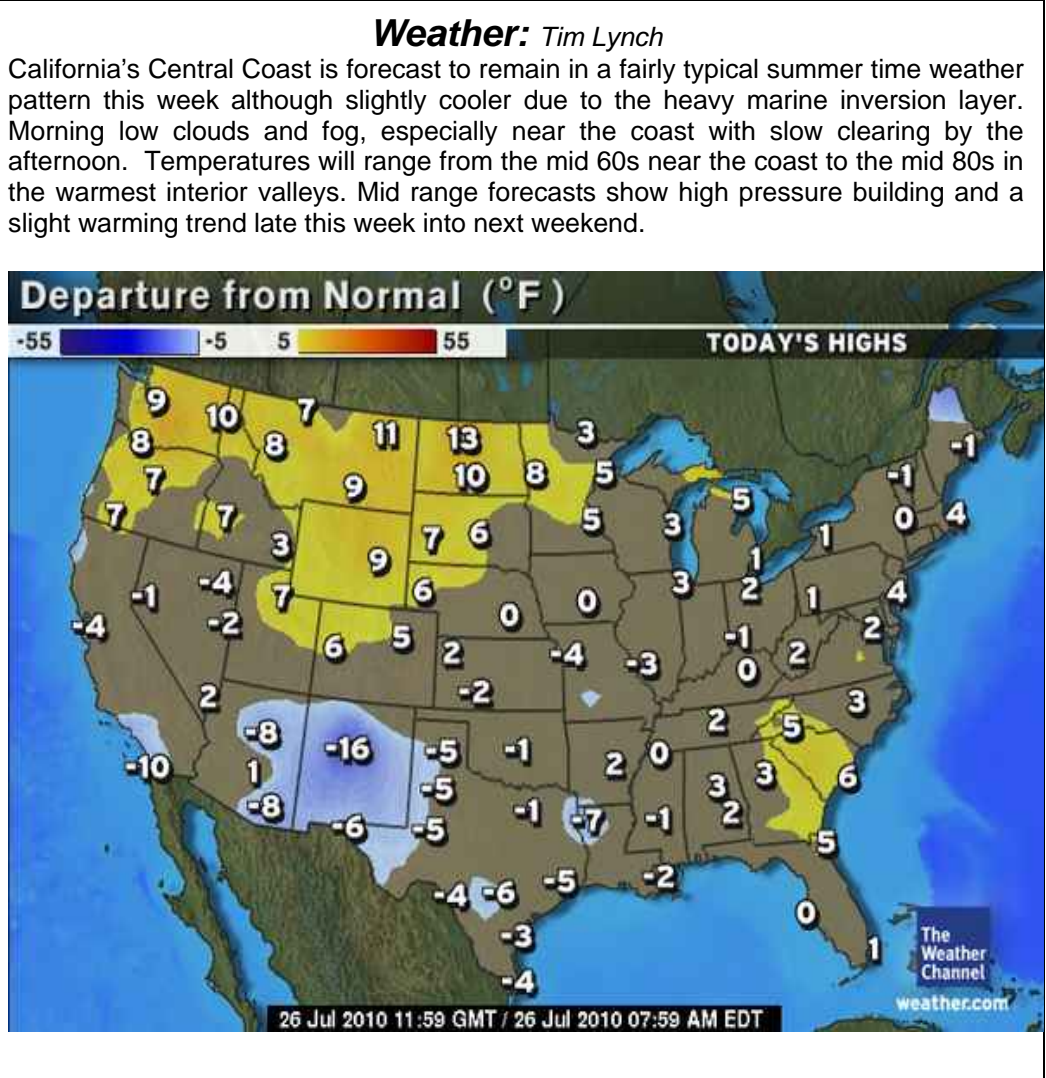 Weather: Tim Lynch
California's Central Coast is forecast to remain in a fairly typical summer time weather
pattern this week although slightly cooler due to the heavy marine inversion layer.
Morning low clouds and fog, especially near the coast with slow clearing by the
afternoon. Temperatures will range from the mid 60s near the coast to the mid 80s in
the warmest interior valleys. Mid range forecasts show high pressure building and a
slight warming trend late this week into next weekend.
Departure from Normal (°F)
-55 -5 5 55 TODAY'S HIGHS
9 10 7 11 13 3 -1
8 8 10 8 5 -1
7 9 5 5
7 7 3 7 6 3 0 4
9 1 1
7 -4 6 3 2 1 4
-1 -2 0 0
-4 6 5 2 -4 -3 -1 2 2
0
2 -2 2 5 3
-8 -16 -5 -1 2 0
-10 1 -5 3 3 6
-8 -6 -5 -1 -7 -1 2 5
-4 -6 -5 -2
-3 0 1
-4
The
Weather
Channel
weather.com
26 Jul 2010 11:59 GMT / 26 Jul 2010 07:59 AM EDT